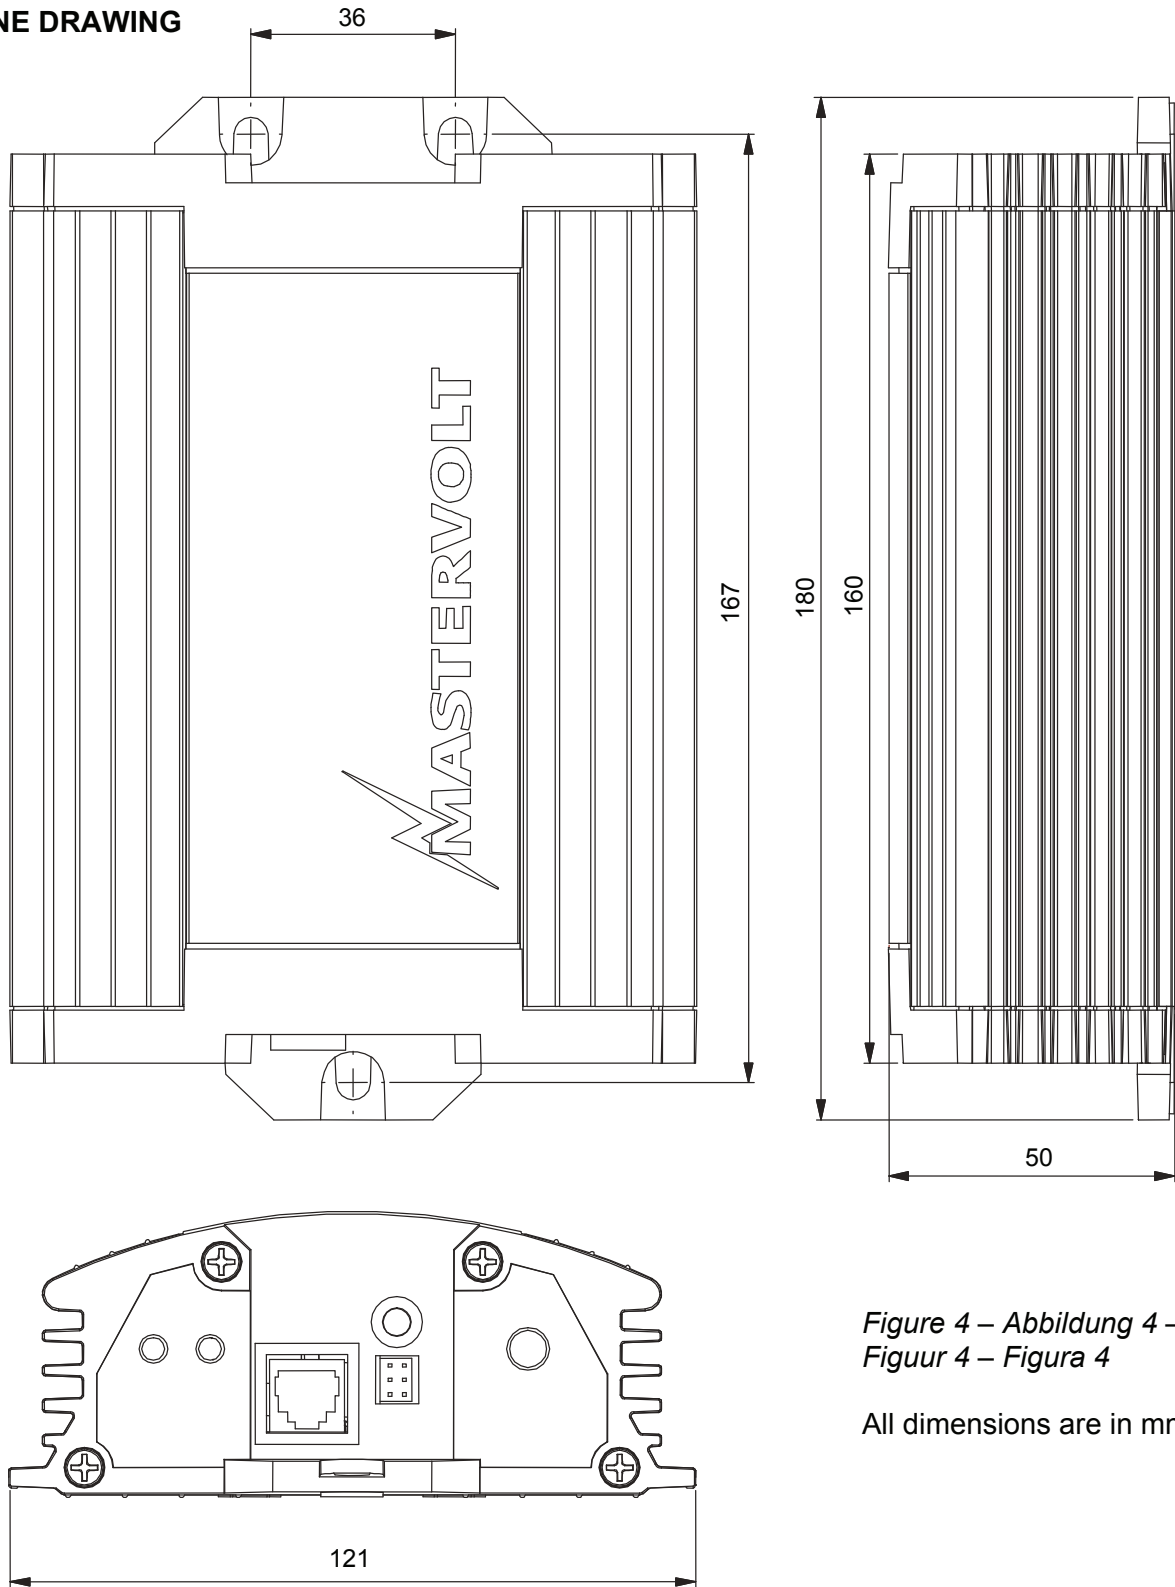 NE DRAWING
36
MASTERVOLT
167
180
160
50
Figure 4 – Abbildung 4 –
Figuur 4 – Figura 4
All dimensions are in mm
121